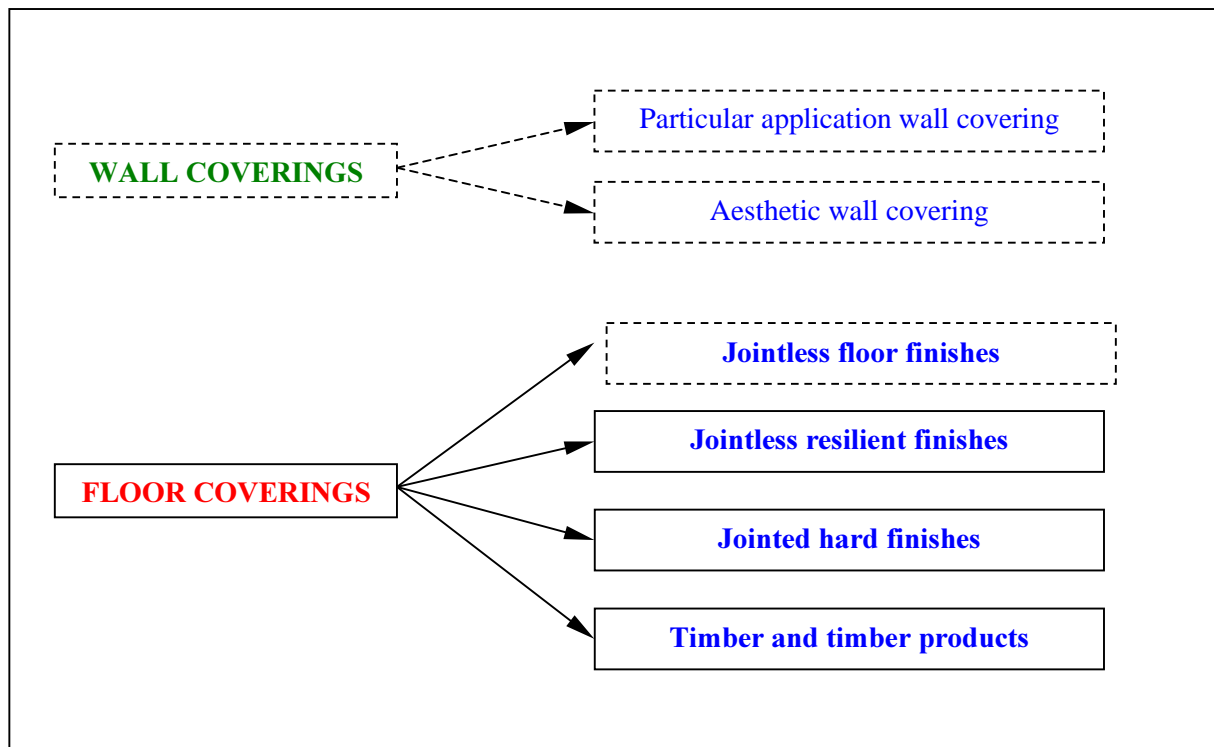 Particular application wall covering
WALL COVERINGS
Aesthetic wall covering
Jointless floor finishes
Jointless resilient finishes
FLOOR COVERINGS
Jointed hard finishes
Timber and timber products